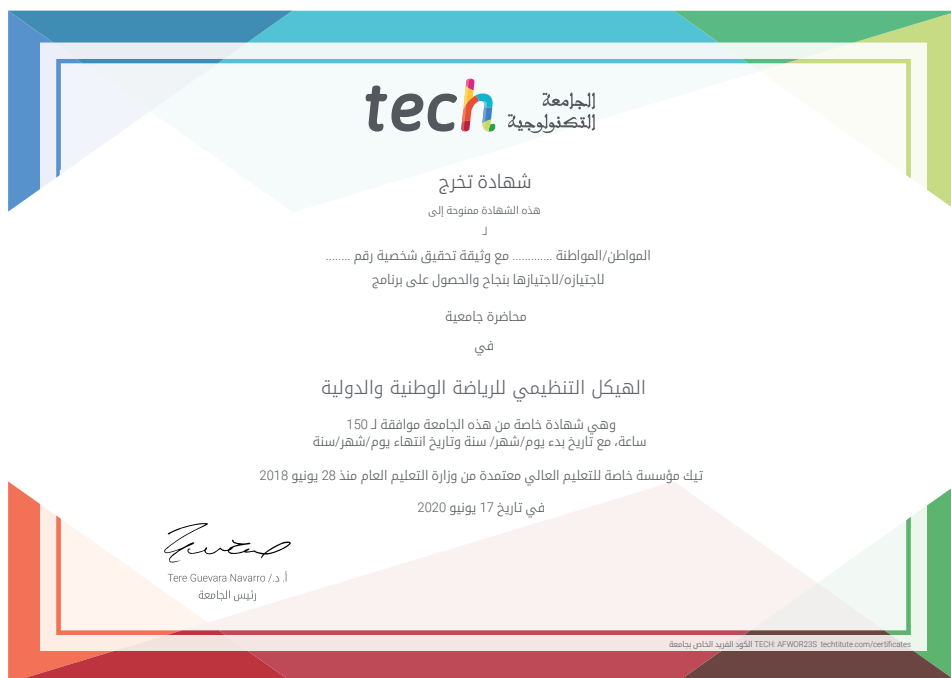 tech الجامعة
التكنولوجية
شهادة تخرج
هذه الشهادة ممنوحة إلى
لـ
المواطن/المواطنة ............ مع وثيقة تحقيق شخصية رقم ........
لاجتيازه/لاجتيازها بنجاح والحصول على برنامج
محاضرة جامعية
في
الهيكل التنظيمي للرياضة الوطنية والدولية
وهي شهادة خاصة من هذه الجامعة موافقة لـ 150
ساعة، مع تاريخ بدء يوم/شهر/ سنة وتاريخ انتهاء يوم/شهر/سنة
تيك مؤسسة خاصة للتعليم العالي معتمدة من وزارة التعليم العام منذ 28 يونيو 2018
في تاريخ 17 يونيو 2020
أ. د./ Tere Guevara Navarro
رئيس الجامعة
الكود الفريد الخاص بجامعة TECH: AFWOR23S techtitute.com/certificates